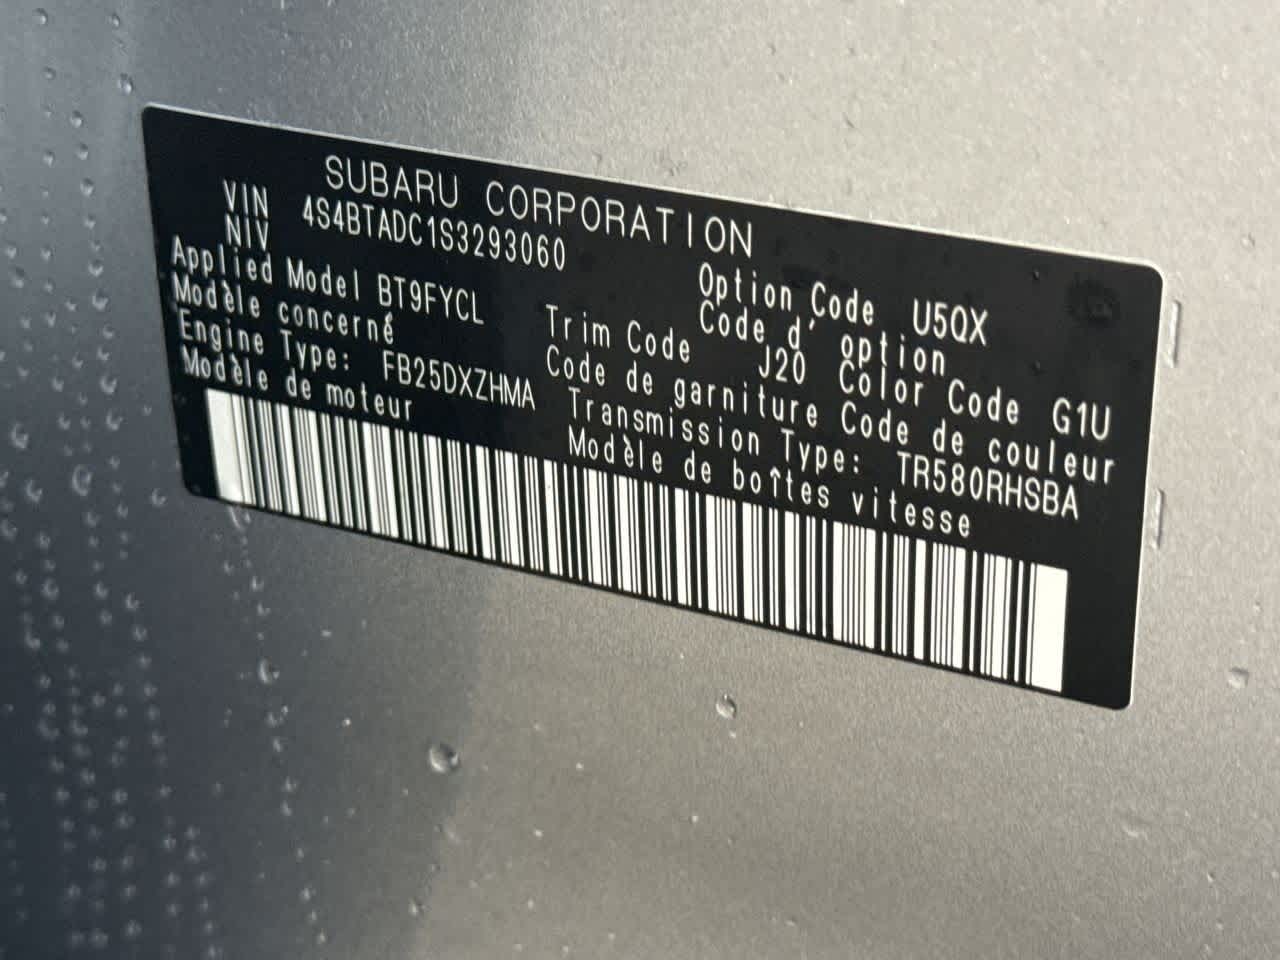 SUBARU CORPORATION
VIN 4S4BTADC1S3293060
NIV
Option Code U5QX
Code d'option
Applied Model BT9FYCL
Modèle concerné
Trim Code J20 Color Code G1U
Code de garniture Code de couleur
Engine Type: FB25DXZHMA
Modèle de moteur
Transmission Type: TR580RHSBA
Modèle de boîtes vitesse